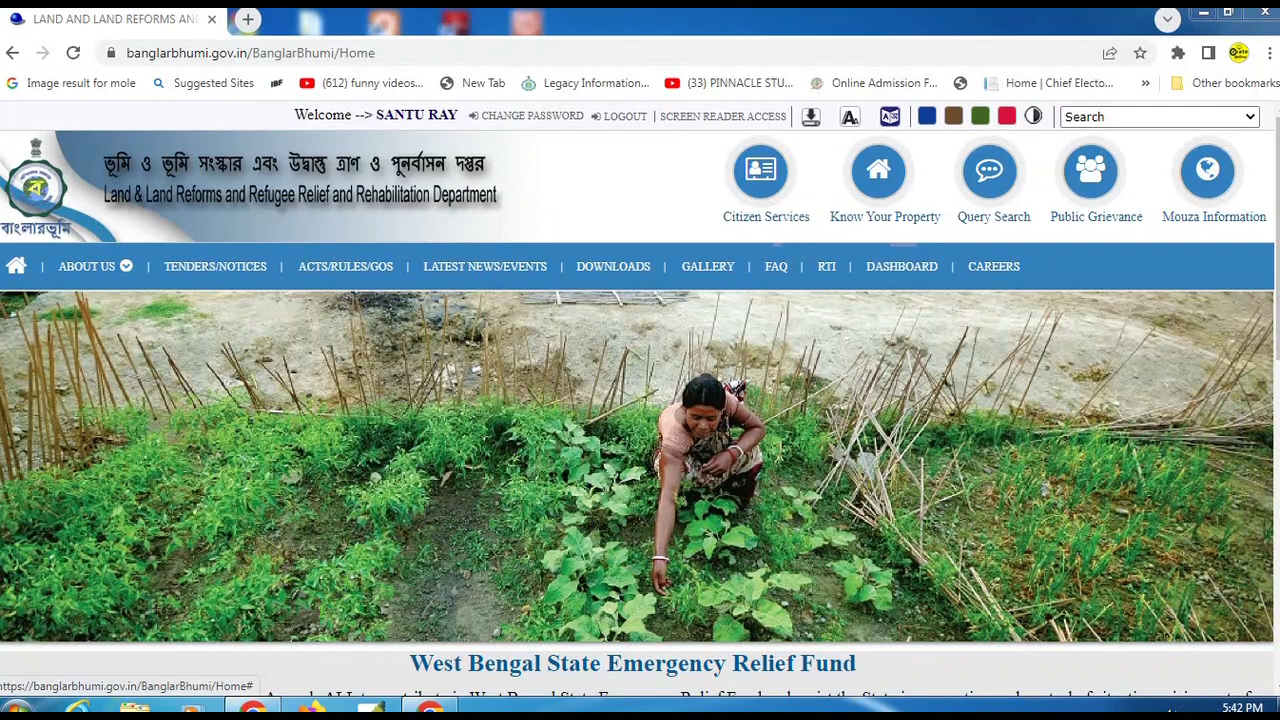 LAND AND LAND REFORMS AN
banglarbhumi.gov.in/BanglarBhumi/Home
Image result for mole
Suggested Sites
(612) funny videos...
New Tab
Legacy Information...
(33) PINNACLE STU...
Online Admission F...
Home | Chief Electo...
»
Other bookmarks
Welcome --> SANTU RAY
CHANGE PASSWORD
LOGOUT
SCREEN READER ACCESS
Search
ভূমি ও ভূমি সংস্কার এবং উদ্বাস্তু ত্রাণ ও পুনর্বাসন দপ্তর
Land & Land Reforms and Refugee Relief and Rehabilitation Department
বাংলারভূমি
Citizen Services
Know Your Property
Query Search
Public Grievance
Mouza Information
ABOUT US | TENDERS/NOTICES | ACTS/RULES/GOS | LATEST NEWS/EVENTS | DOWNLOADS | GALLERY | FAQ | RTI | DASHBOARD | CAREERS
West Bengal State Emergency Relief Fund
https://banglarbhumi.gov.in/BanglarBhumi/Home#
5:42 PM